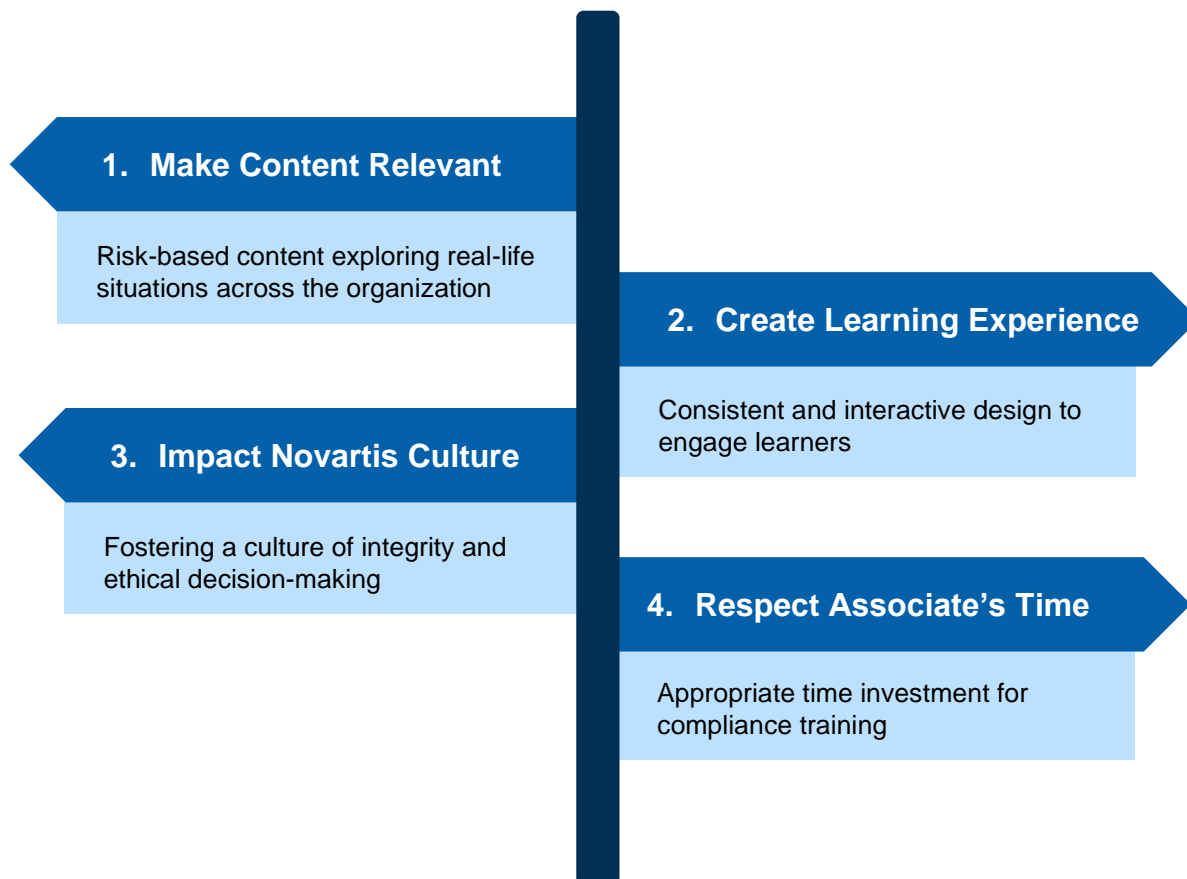 1. Make Content Relevant
Risk-based content exploring real-life
situations across the organization
2. Create Learning Experience
Consistent and interactive design to
engage learners
3. Impact Novartis Culture
Fostering a culture of integrity and
ethical decision-making
4. Respect Associate’s Time
Appropriate time investment for
compliance training